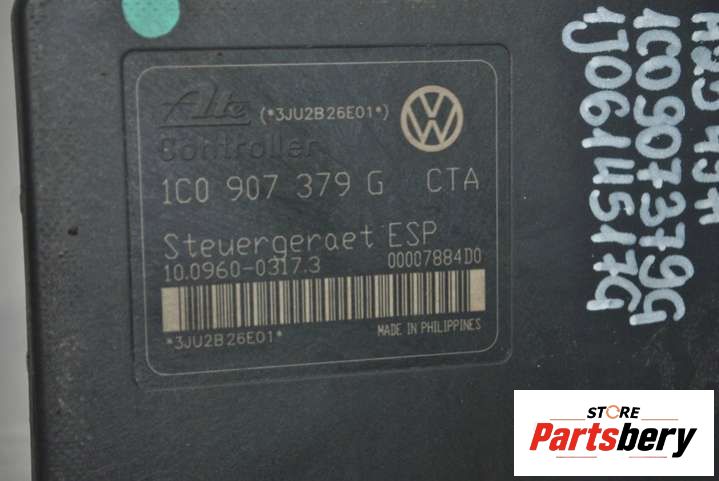 Ate (*3JU2B26E01*)
Controller
1C0 907 379 G CTA
Steuergeraet ESP
10.0960-0317.3 00007884D0
*3JU2B26E01*
MADE IN PHILIPPINES
1C0907379G
1J0614517G
STORE
Partsbery